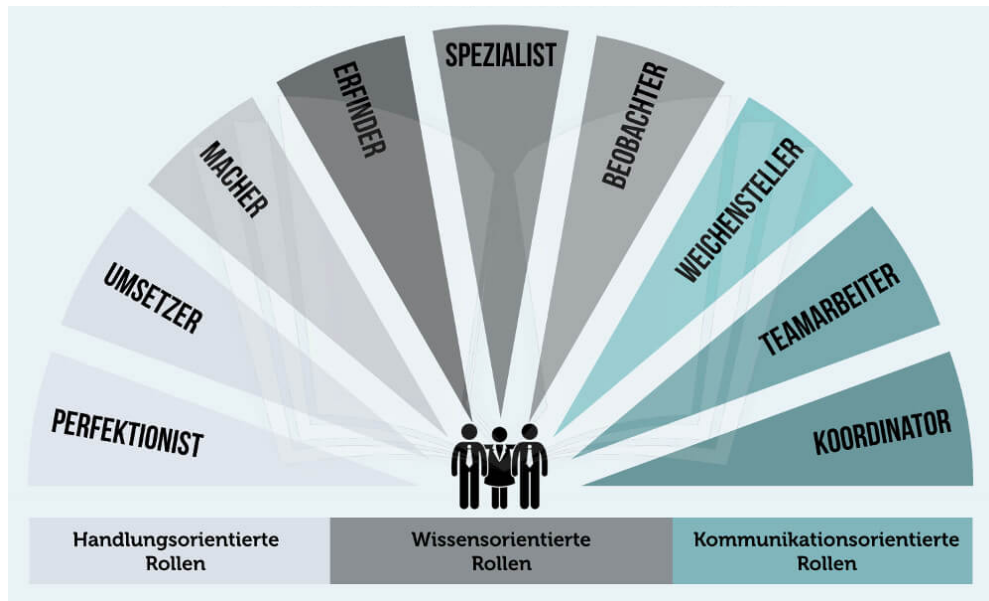 PERFEKTIONIST
UMSETZER
MACHER
ERFINDER
SPEZIALIST
BEOBACHTER
WEICHENSTELLER
TEAMARBEITER
KOORDINATOR
Handlungsorientierte
Rollen
Wissensorientierte
Rollen
Kommunikationsorientierte
Rollen